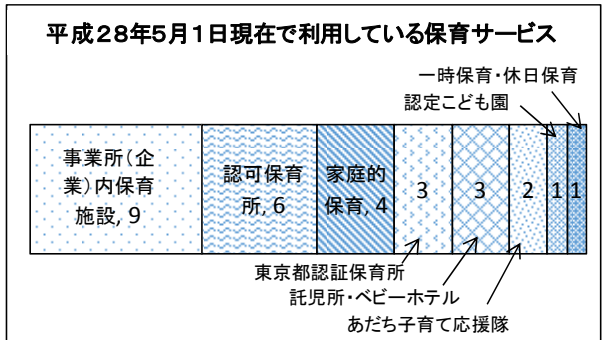 平成28年5月1日現在で利用している保育サービス
一時保育・休日保育
認定こども園
事業所(企
業)内保育
施設, 9
認可保育
所, 6
家庭的
保育, 4
3
3
2
1
1
東京都認証保育所
託児所・ベビーホテル
あだち子育て応援隊